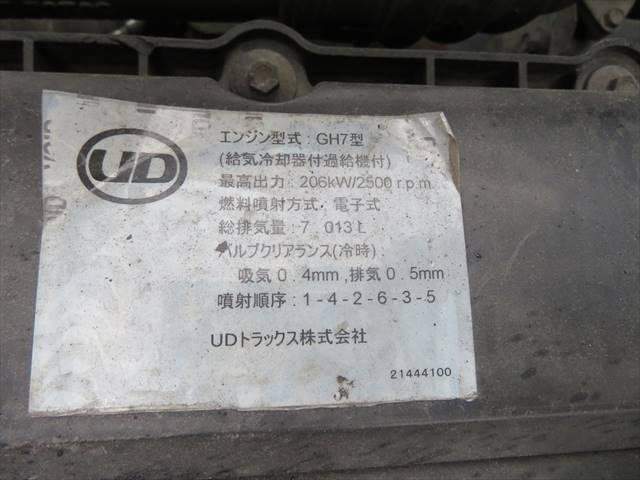 UD
エンジン型式:GH7型
(給気冷却器付過給機付)
最高出力:206kW/2500r.p.m.
燃料噴射方式:電子式
総排気量:7.013L
バルブクリアランス(冷時)
吸気0.4mm,排気0.5mm
噴射順序:1-4-2-6-3-5
UDトラックス株式会社
21444100